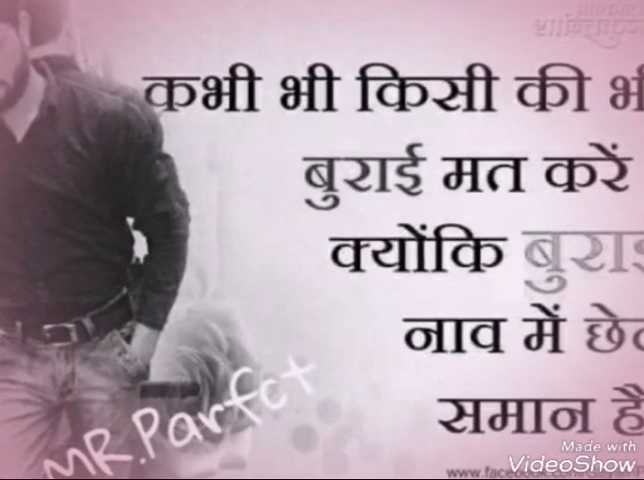 कभी भी किसी की भी
बुराई मत करें
क्योंकि बुराई
नाव में छेद
समान है
MR.Parfct
Made with
VideoShow